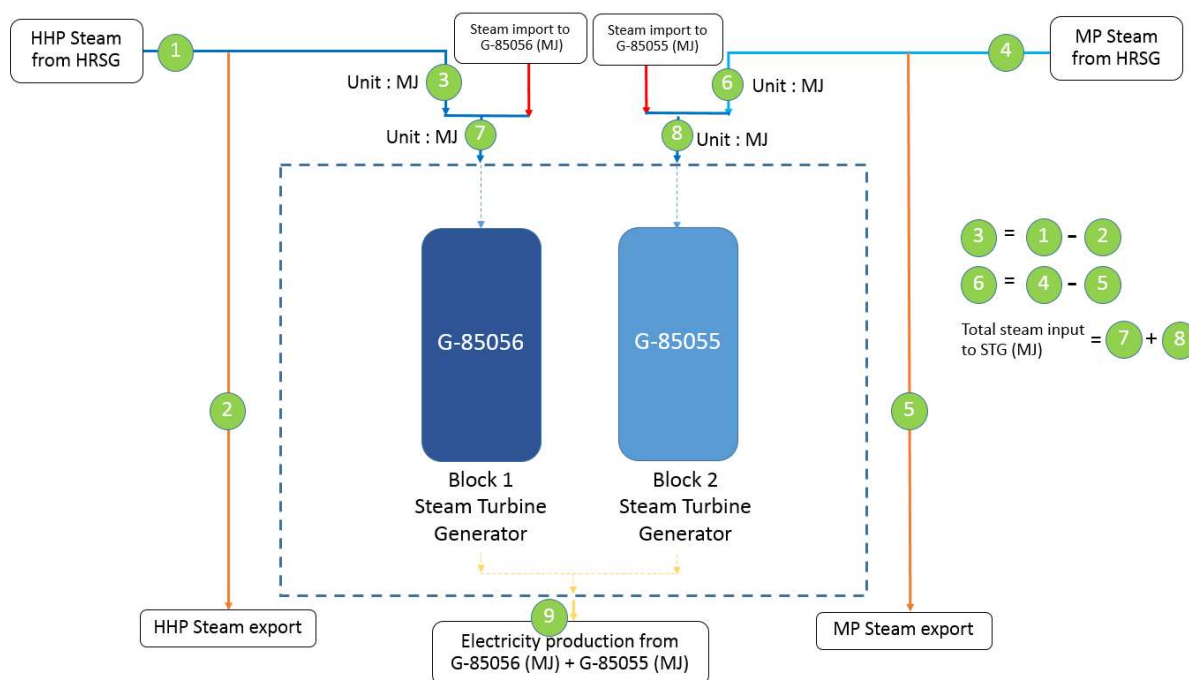 HHP Steam
from HRSG
1
Steam import to
G-85056 (MJ)
Steam import to
G-85055 (MJ)
4
MP Steam
from HRSG
Unit : MJ
3
6
Unit : MJ
Unit : MJ
7
8
Unit : MJ
3 = 1 - 2
6 = 4 - 5
Total steam input
to STG (MJ)
= 7 + 8
G-85056
G-85055
2
5
Block 1
Steam Turbine
Generator
Block 2
Steam Turbine
Generator
9
HHP Steam export
Electricity production from
G-85056 (MJ) + G-85055 (MJ)
MP Steam export